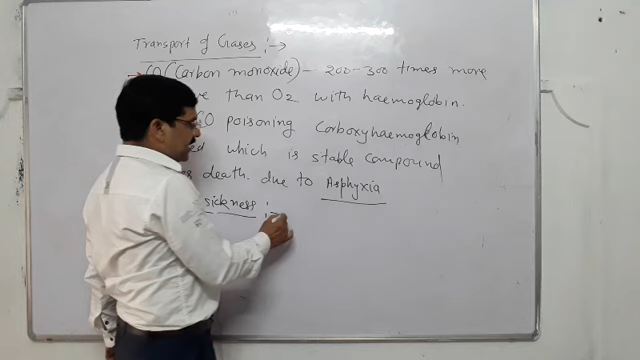 Transport of Gases :→
→ CO (Carbon monoxide) - 200-300 times more
than O2 with haemoglobin.
CO poisoning Carboxyhaemoglobin
which is stable compound
death due to Asphyxia
sickness :-